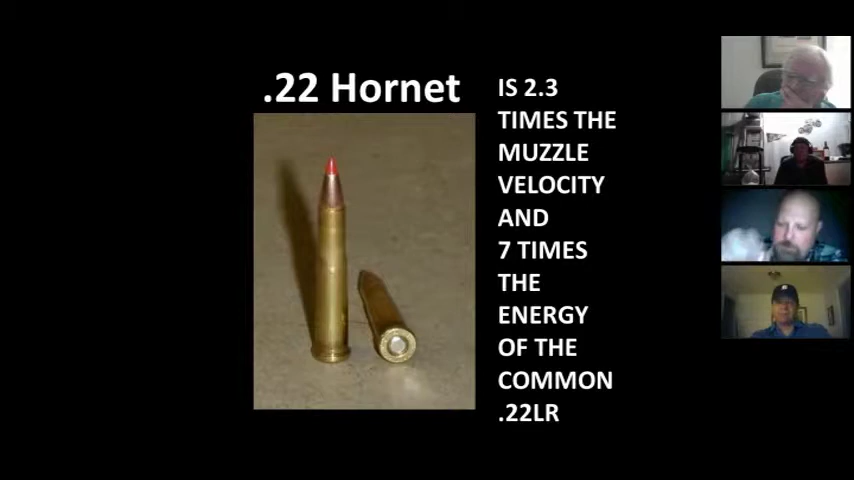 .22 Hornet
IS 2.3
TIMES THE
MUZZLE
VELOCITY
AND
7 TIMES
THE
ENERGY
OF THE
COMMON
.22LR